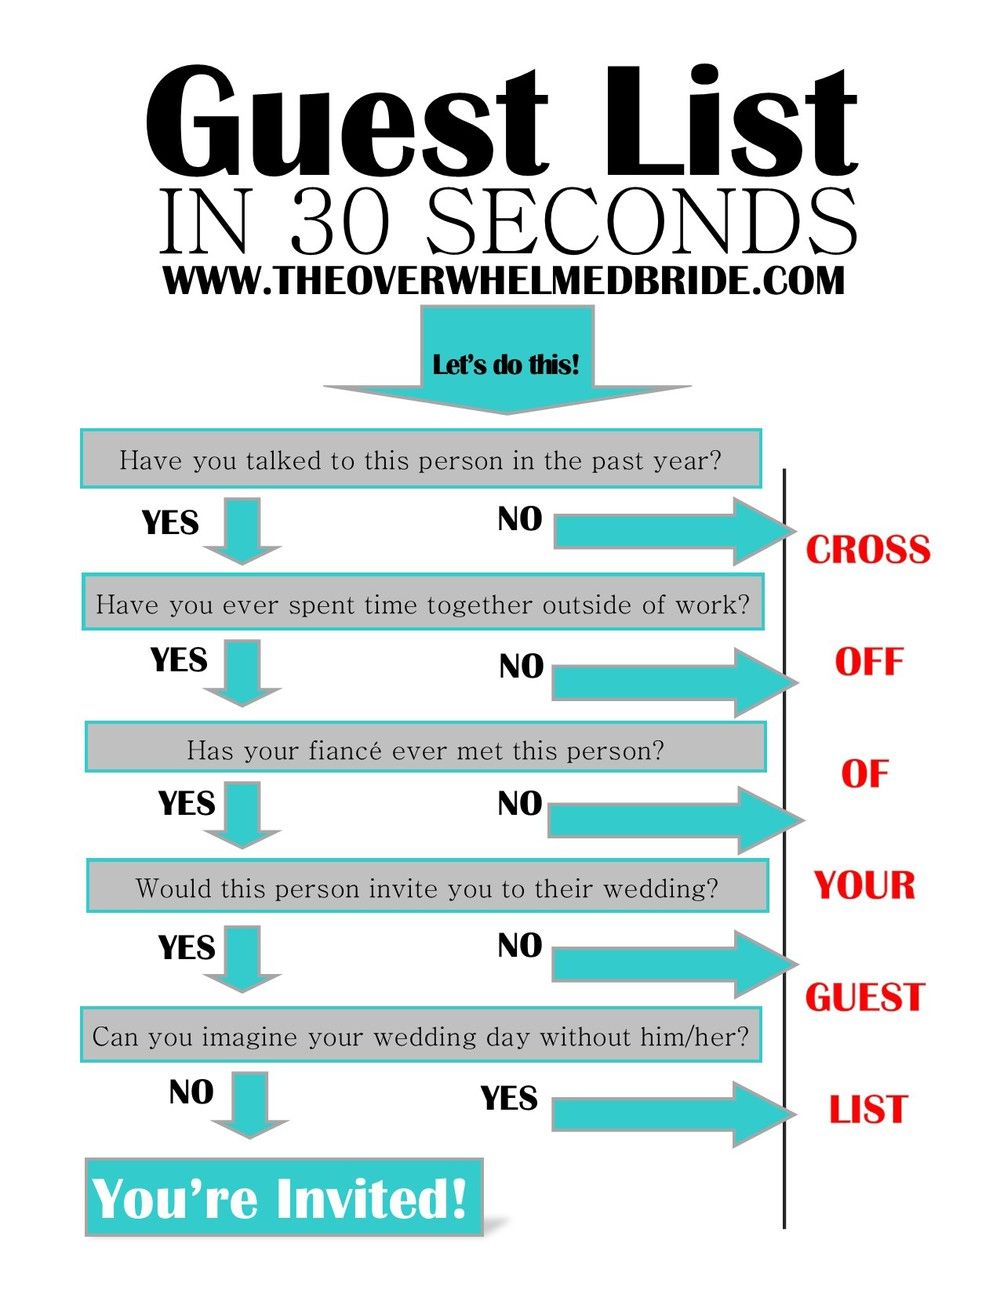 Guest List
IN 30 SECONDS
WWW.THEOVERWHELMEDBRIDE.COM
Let's do this!
Have you talked to this person in the past year?
YES
NO
Have you ever spent time together outside of work?
YES
NO
Has your fiancé ever met this person?
YES
NO
Would this person invite you to their wedding?
YES
NO
Can you imagine your wedding day without him/her?
NO
YES
You're Invited!
CROSS
OFF
OF
YOUR
GUEST
LIST